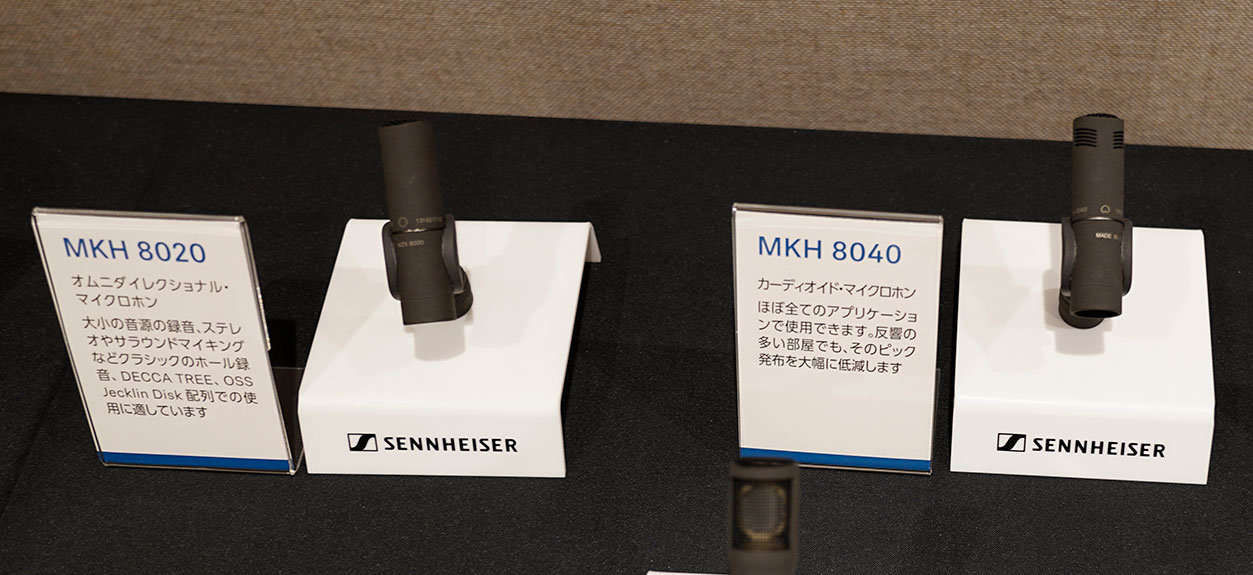 MKH 8020
オムニダイレクショナル・
マイクロホン
大小の音源の録音、ステレ
オやサラウンドマイキング
などクラシックのホール録
音、DECCA TREE、OSS
Jecklin Disk 配列での使
用に適しています
MZX 8000
SENNHEISER
MKH 8040
カーディオイド・マイクロホン
ほぼ全てのアプリケーショ
ンで使用できます。反響の
多い部屋でも、そのピック
発布を大幅に低減します
MADE
SENNHEISER